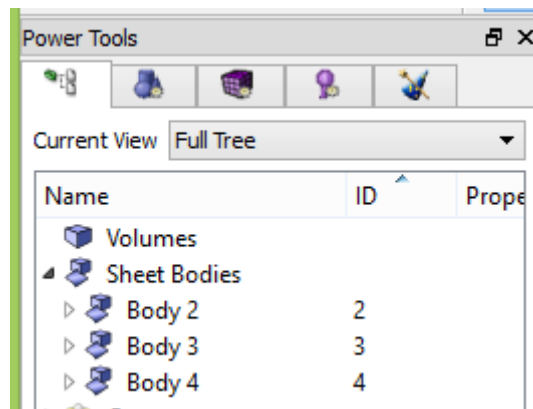 Power Tools
Current View Full Tree
Name ID Prope
Volumes
Sheet Bodies
Body 2 2
Body 3 3
Body 4 4